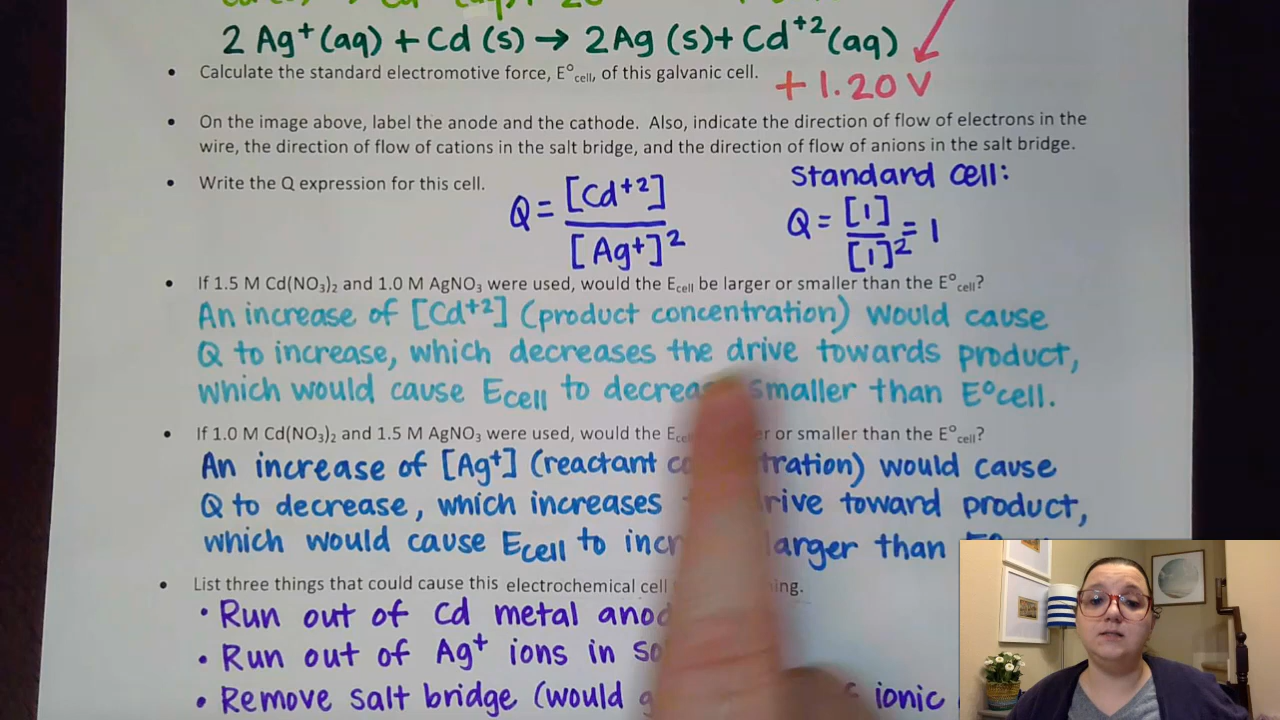 2 Ag⁺(aq) + Cd (s) → 2Ag (s) + Cd⁺²(aq)
• Calculate the standard electromotive force, E°cell, of this galvanic cell. + 1.20 V
• On the image above, label the anode and the cathode. Also, indicate the direction of flow of electrons in the
wire, the direction of flow of cations in the salt bridge, and the direction of flow of anions in the salt bridge.
• Write the Q expression for this cell.
Q = [Cd⁺²] / [Ag⁺]²
Standard cell:
Q = [1] / [1]² = 1
• If 1.5 M Cd(NO₃)₂ and 1.0 M AgNO₃ were used, would the Ecell be larger or smaller than the E°cell?
An increase of [Cd⁺²] (product concentration) would cause
Q to increase, which decreases the drive towards product,
which would cause Ecell to smaller than E°cell.
• If 1.0 M Cd(NO₃)₂ and 1.5 M AgNO₃ were used, would the or smaller than the E°cell?
An increase of [Ag⁺] (reactant would cause
Q to decrease, which increases toward product,
which would cause Ecell to than
• List three things that could cause this electrochemical cell
• Run out of Cd metal
• Run out of Ag⁺ ions in
• Remove salt bridge (would ionic